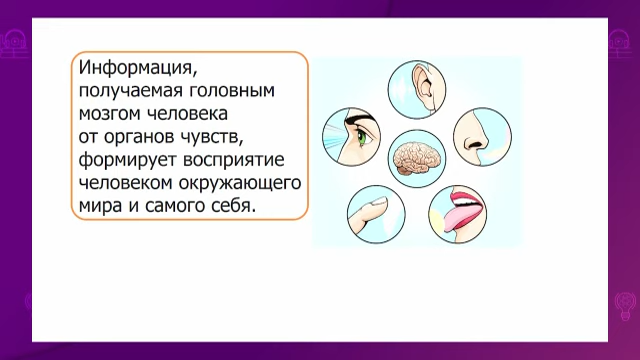 Информация,
получаемая головным
мозгом человека
от органов чувств,
формирует восприятие
человеком окружающего
мира и самого себя.